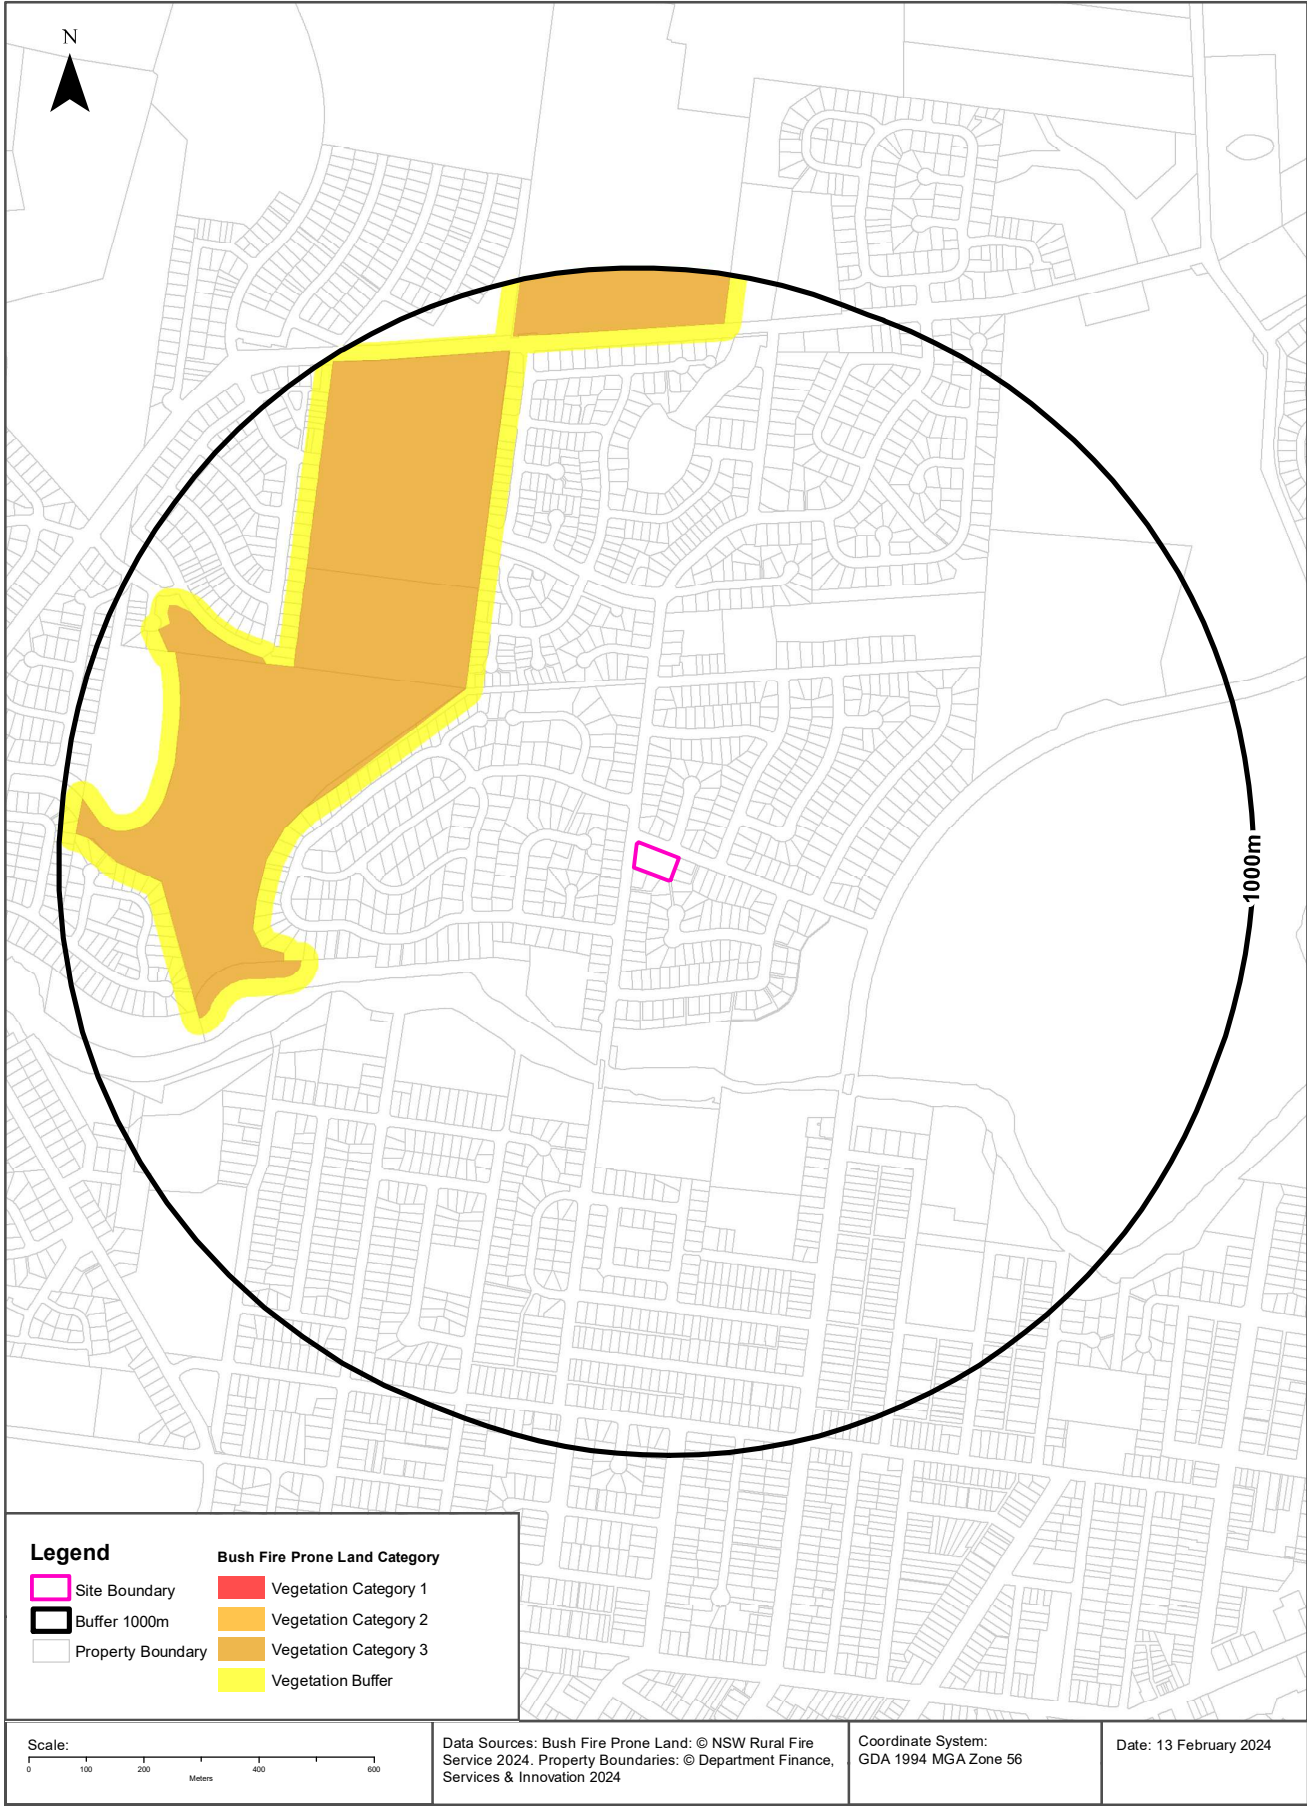 N
1000m
Legend
Site Boundary
Buffer 1000m
Property Boundary
Bush Fire Prone Land Category
Vegetation Category 1
Vegetation Category 2
Vegetation Category 3
Vegetation Buffer
Scale:
0 100 200 400 600
Meters
Data Sources: Bush Fire Prone Land: © NSW Rural Fire
Service 2024. Property Boundaries: © Department Finance,
Services & Innovation 2024
Coordinate System:
GDA 1994 MGA Zone 56
Date: 13 February 2024